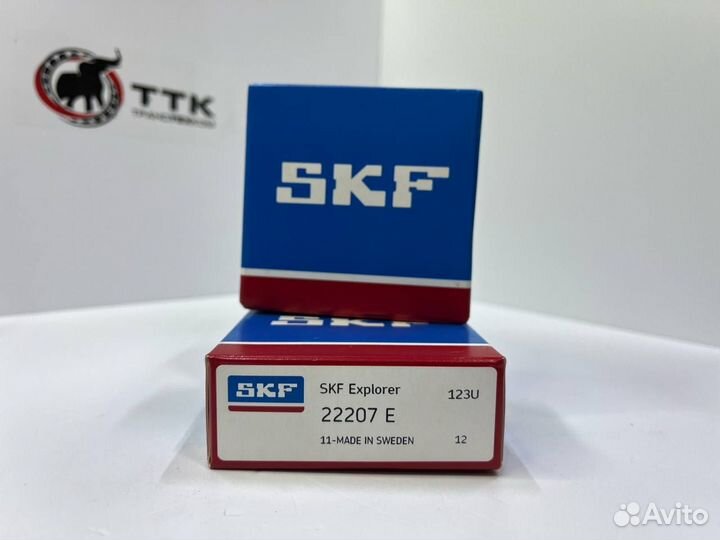 TTK
SKF
SKF
SKF
SKF Explorer
123U
22207 E
11-MADE IN SWEDEN
12
Avito